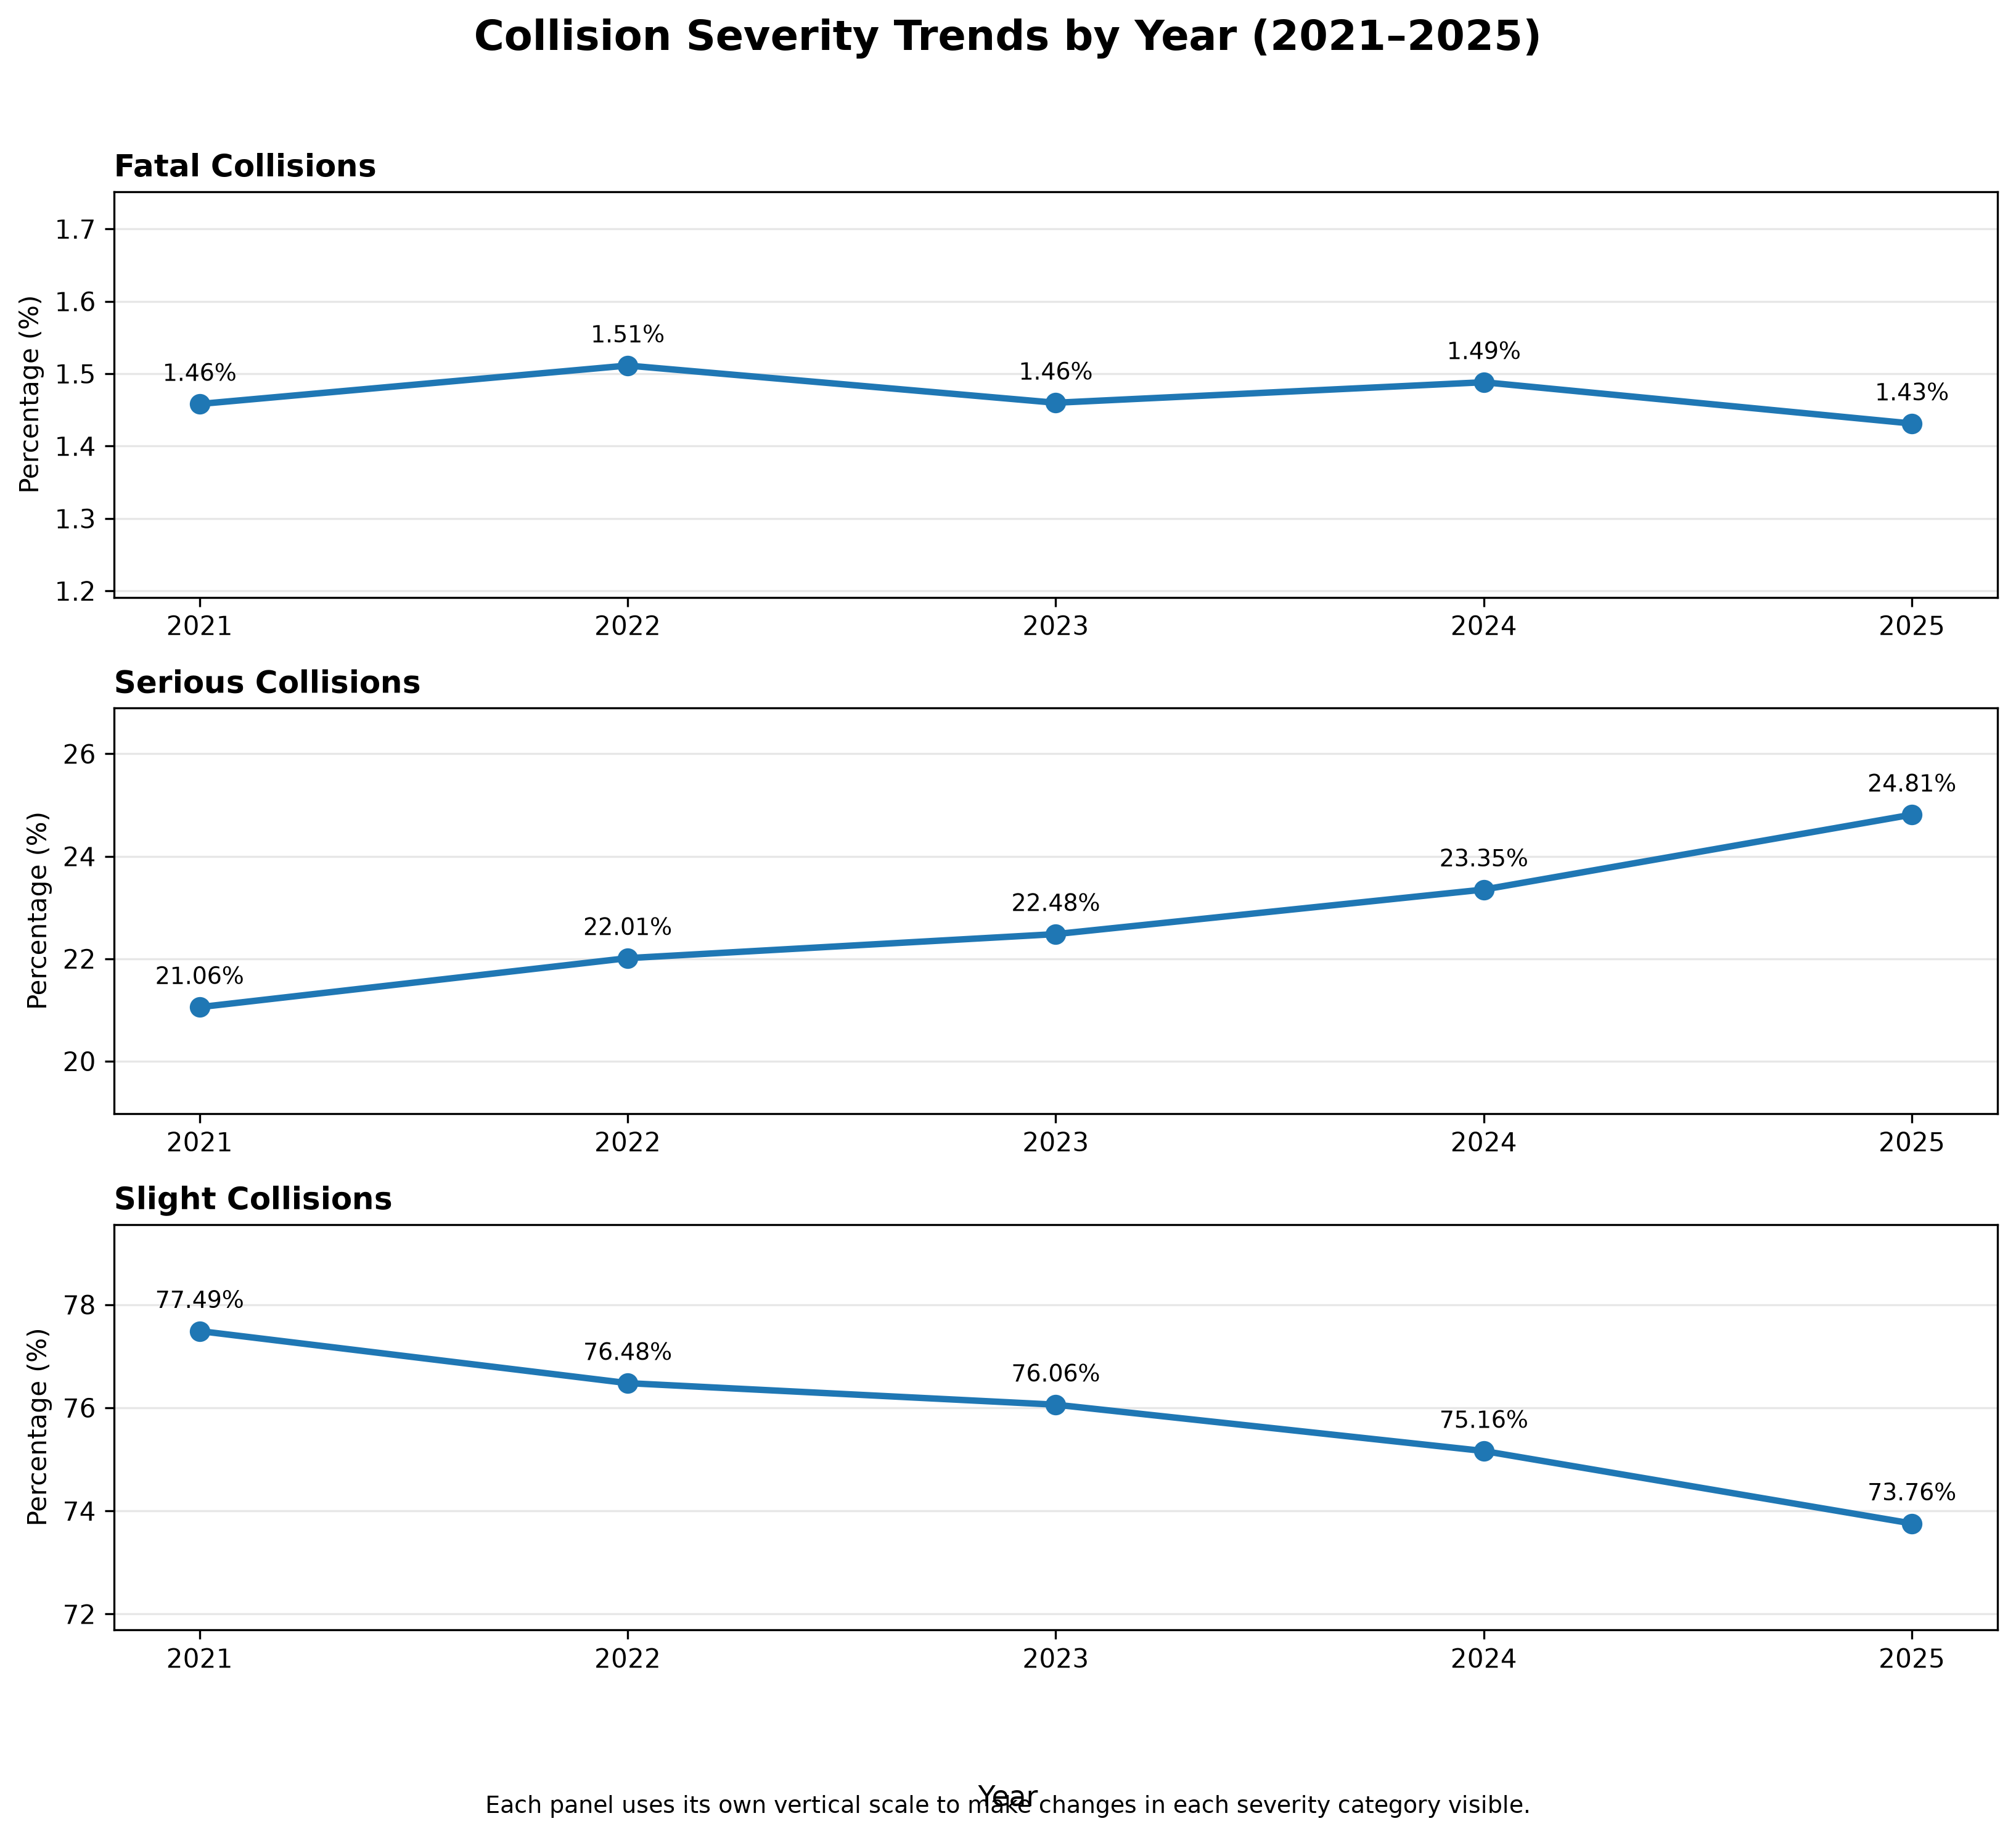 Collision Severity Trends by Year (2021–2025)
Fatal Collisions
Percentage (%)
1.7
1.6
1.5
1.4
1.3
1.2
1.46%
1.51%
1.46%
1.49%
1.43%
2021 2022 2023 2024 2025
Serious Collisions
Percentage (%)
26
24
22
20
21.06%
22.01%
22.48%
23.35%
24.81%
2021 2022 2023 2024 2025
Slight Collisions
Percentage (%)
78
76
74
72
77.49%
76.48%
76.06%
75.16%
73.76%
2021 2022 2023 2024 2025
Year
Each panel uses its own vertical scale to make changes in each severity category visible.